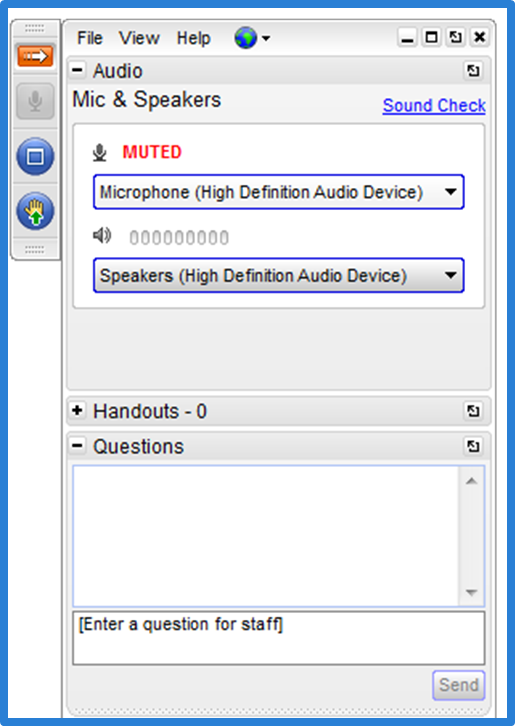 File View Help
Audio
Mic & Speakers
Sound Check
MUTED
Microphone (High Definition Audio Device)
Speakers (High Definition Audio Device)
Handouts - 0
Questions
[Enter a question for staff]
Send